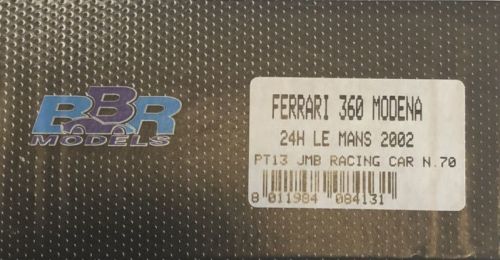 BBR
MODELS
FERRARI 360 MODENA
24H LE MANS 2002
PT13 JMB RACING CAR N.70
8 011984 084131